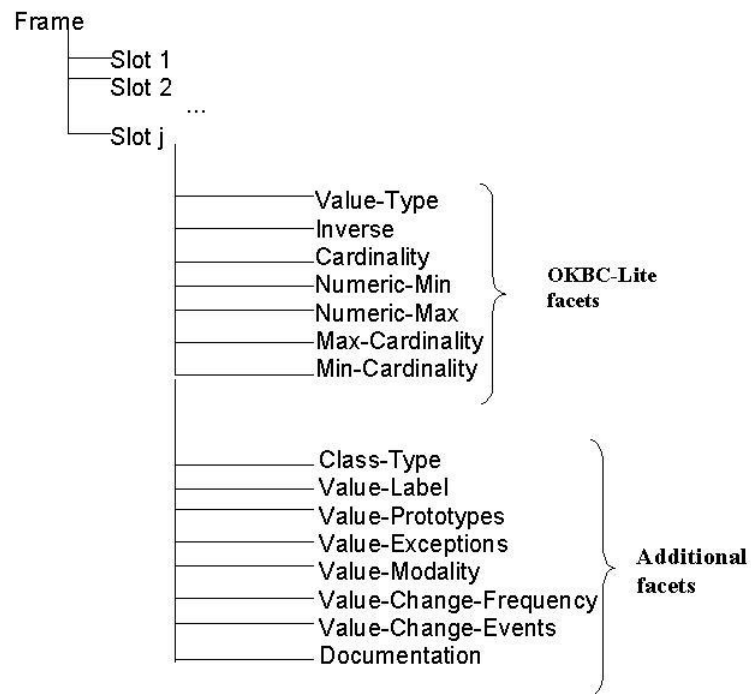 Frame
Slot 1
Slot 2
...
Slot j
Value-Type
Inverse
Cardinality
Numeric-Min
Numeric-Max
Max-Cardinality
Min-Cardinality
OKBC-Lite
facets
Class-Type
Value-Label
Value-Prototypes
Value-Exceptions
Value-Modality
Value-Change-Frequency
Value-Change-Events
Documentation
Additional
facets